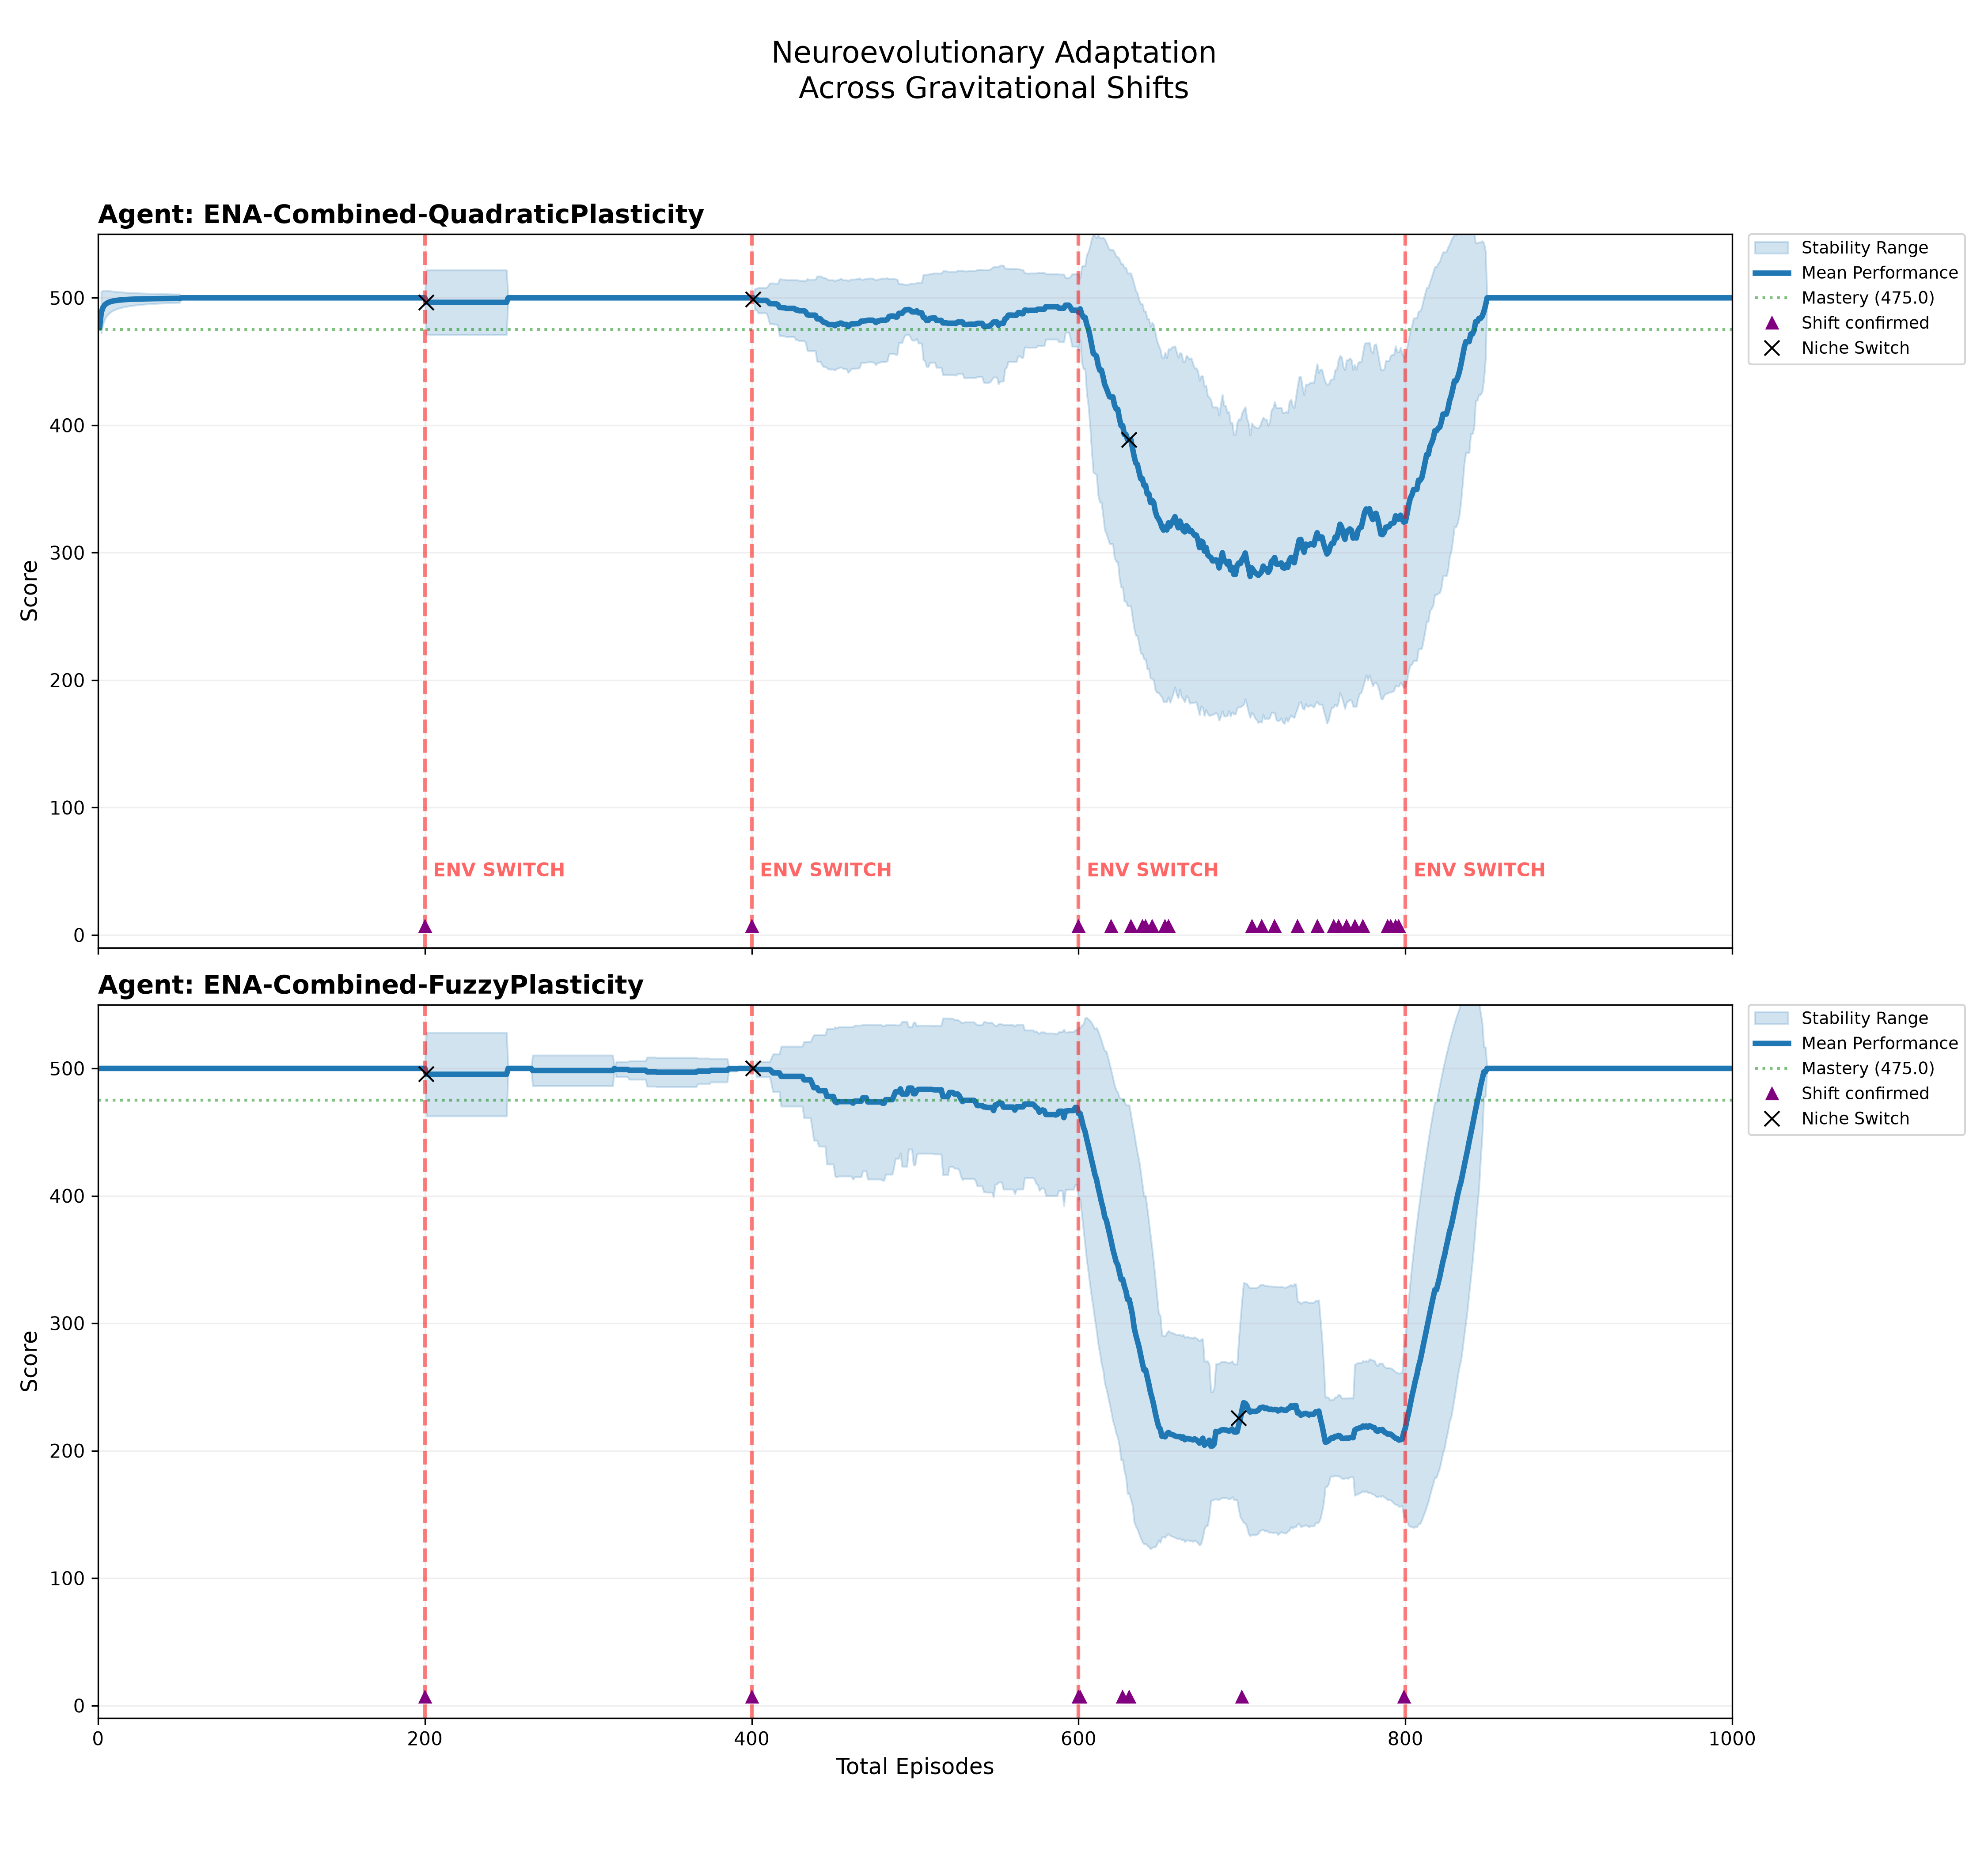 Neuroevolutionary Adaptation
Across Gravitational Shifts
Agent: ENA-Combined-QuadraticPlasticity
Stability Range
Mean Performance
Mastery (475.0)
Shift confirmed
Niche Switch
500
400
300
200
100
0
Score
ENV SWITCH
ENV SWITCH
ENV SWITCH
ENV SWITCH
Agent: ENA-Combined-FuzzyPlasticity
Stability Range
Mean Performance
Mastery (475.0)
Shift confirmed
Niche Switch
500
400
300
200
100
0
Score
0
200
400
600
800
1000
Total Episodes